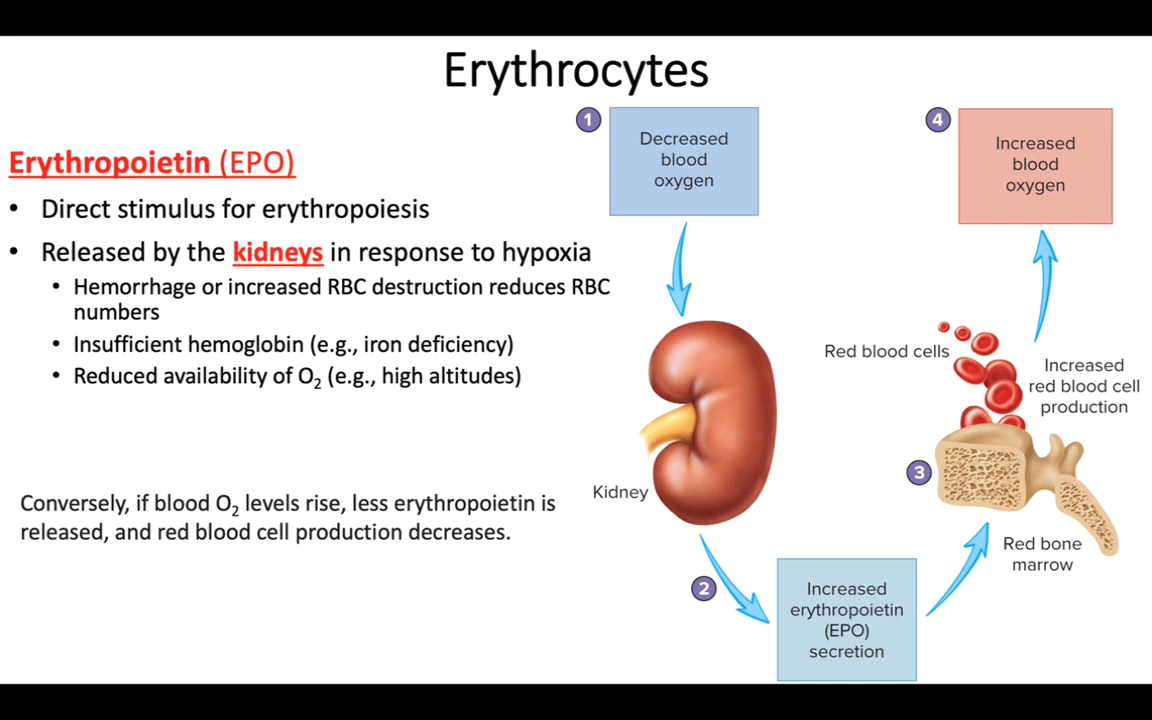 Erythrocytes
Erythropoietin (EPO)
• Direct stimulus for erythropoiesis
• Released by the kidneys in response to hypoxia
• Hemorrhage or increased RBC destruction reduces RBC
numbers
• Insufficient hemoglobin (e.g., iron deficiency)
• Reduced availability of O₂ (e.g., high altitudes)
Conversely, if blood O₂ levels rise, less erythropoietin is
released, and red blood cell production decreases.
1
Decreased
blood
oxygen
Kidney
2
Increased
erythropoietin
(EPO)
secretion
3
Red bone
marrow
Red blood cells
Increased
red blood cell
production
4
Increased
blood
oxygen